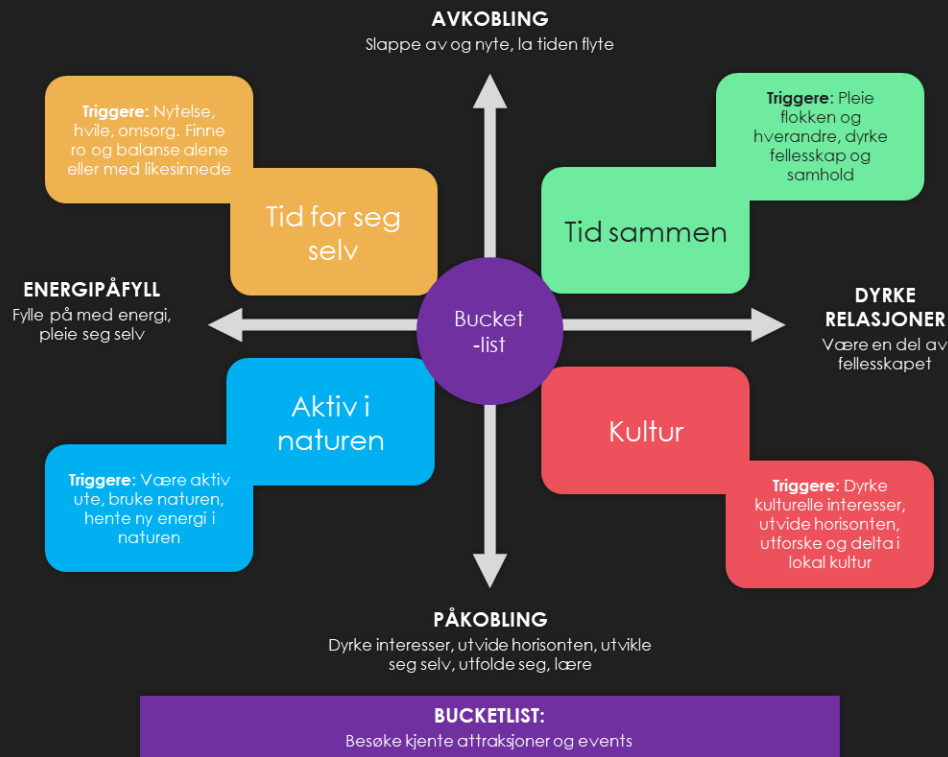 AVKOBLING
Slappe av og nyte, la tiden flyte
Triggere: Nytelse,
hvile, omsorg. Finne
ro og balanse alene
eller med likesinnede
Triggere: Pleie
flokken og
hverandre, dyrke
fellesskap og
samhold
Tid for seg
selv
Tid sammen
ENERGIPÅFYLL
Fylle på med energi,
pleie seg selv
Bucket
-list
DYRKE
RELASJONER
Være en del av
fellesskapet
Aktiv i
naturen
Kultur
Triggere: Være aktiv
ute, bruke naturen,
hente ny energi i
naturen
Triggere: Dyrke
kulturelle interesser,
utvide horisonten,
utforske og delta i
lokal kultur
PÅKOBLING
Dyrke interesser, utvide horisonten, utvikle
seg selv, utfolde seg, lære
BUCKETLIST:
Besøke kjente attraksjoner og events